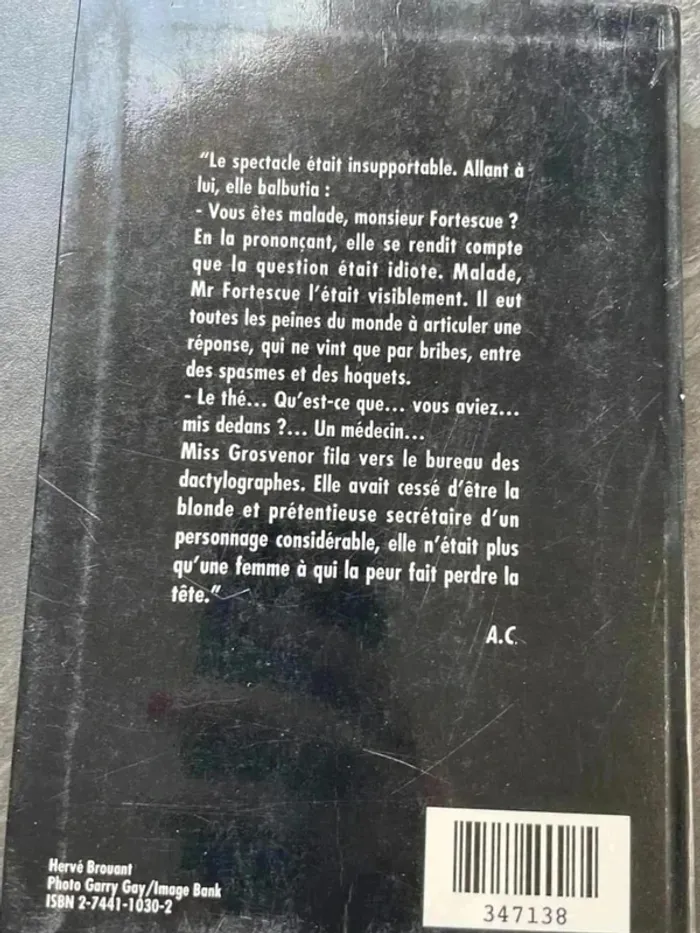 “Le spectacle était insupportable. Allant à
lui, elle balbutia :
- Vous êtes malade, monsieur Fortescue ?
En la prononçant, elle se rendit compte
que la question était idiote. Malade,
Mr Fortescue l’était visiblement. Il eut
toutes les peines du monde à articuler une
réponse, qui ne vint que par bribes, entre
des spasmes et des hoquets.
- Le thé... Qu’est-ce que... vous aviez...
mis dedans ?... Un médecin...
Miss Grosvenor fila vers le bureau des
dactylographes. Elle avait cessé d’être la
blonde et prétentieuse secrétaire d’un
personnage considérable, elle n’était plus
qu’une femme à qui la peur fait perdre la
tête.”
A.C.
Hervé Brouant
Photo Garry Gay/Image Bank
ISBN 2-7441-1030-2
347138